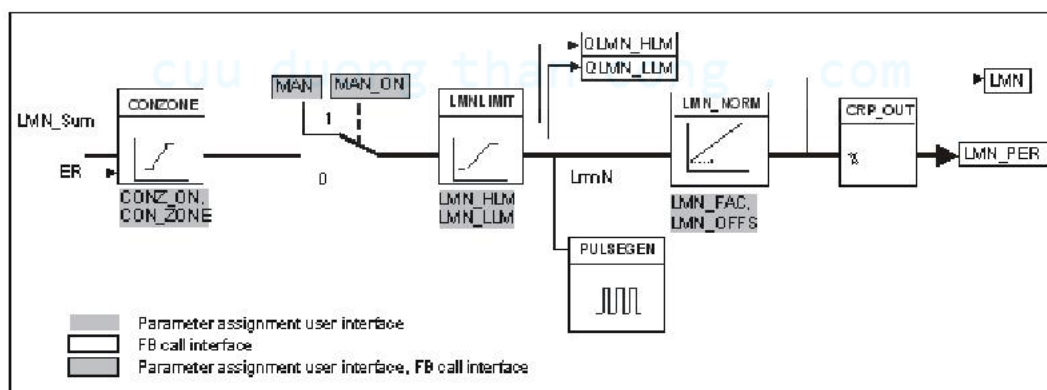 cuu duong than cong . com
QLMN_HLM
QLMN_LLM
MAN
MAN_ON
LMN
CONZONE
LMNLIMIT
LMN_NORM
CRP_OUT
LMN_Sum
1
%
LMN_PER
ER
0
LmnN
CONZ_ON,
CON_ZONE
LMN_HLM
LMN_LLM
LMN_FAC,
LMN_OFFS
PULSEGEN
Parameter assignment user interface
FB call interface
Parameter assignment user interface, FB call interface